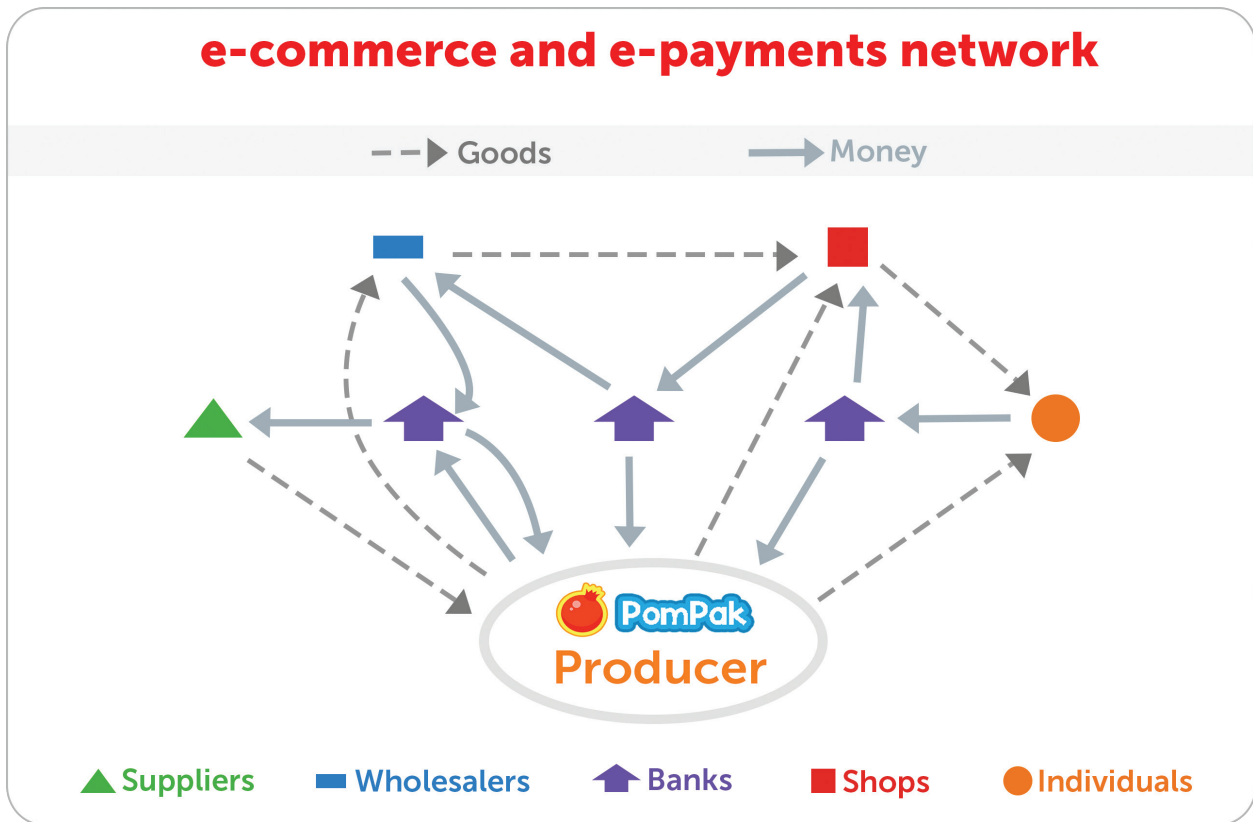 e-commerce and e-payments network
Goods
Money
PomPak
Producer
Suppliers
Wholesalers
Banks
Shops
Individuals